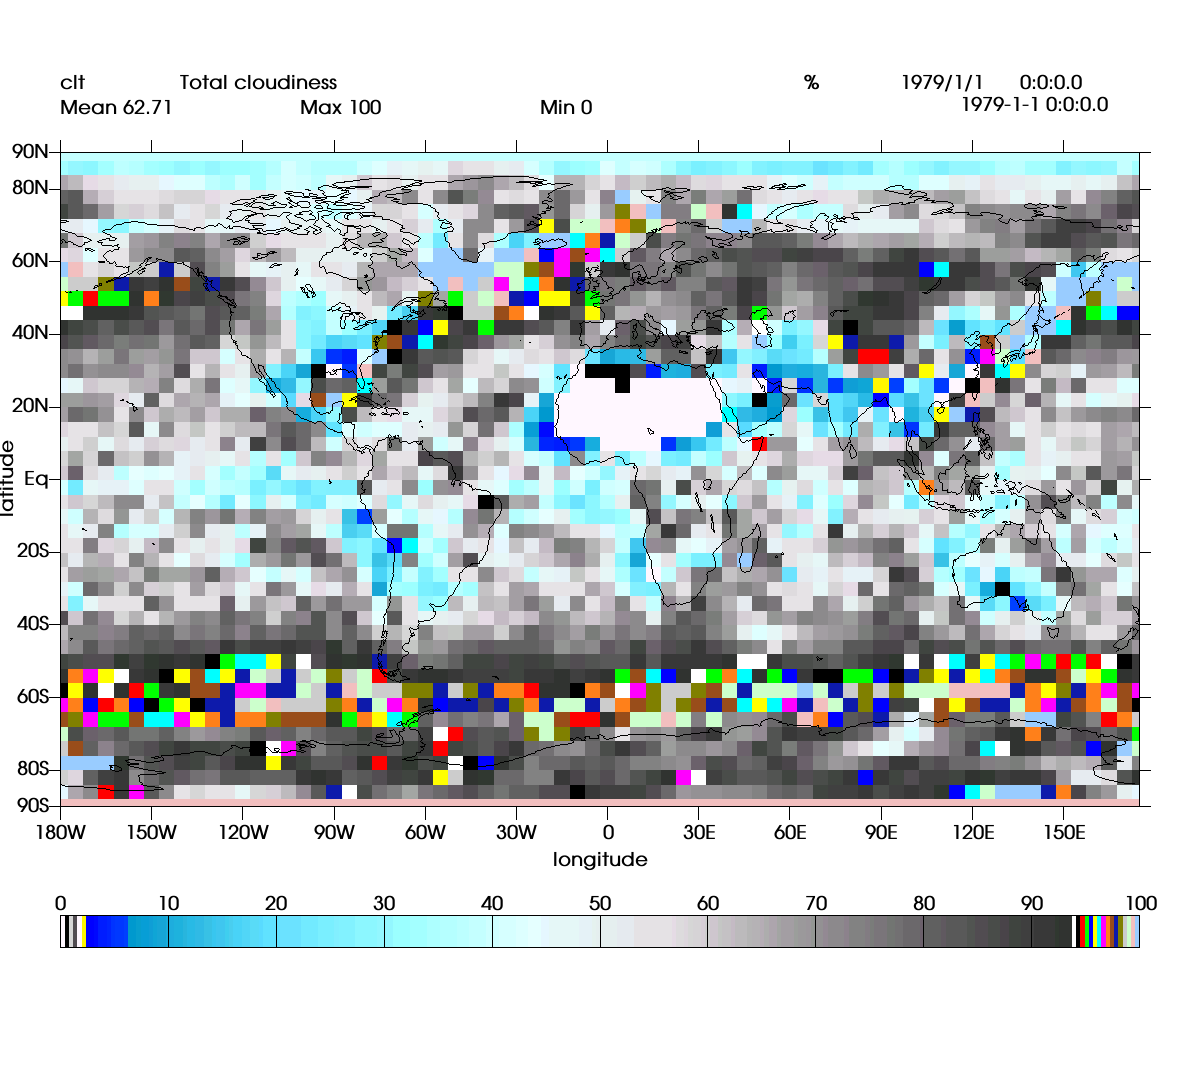 clt Total cloudiness % 1979/1/1 0:0:0.0
Mean 62.71 Max 100 Min 0 1979-1-1 0:0:0.0
90N
80N
60N
40N
20N
Eq
20S
40S
60S
80S
90S
latitude
180W 150W 120W 90W 60W 30W 0 30E 60E 90E 120E 150E
longitude
0 10 20 30 40 50 60 70 80 90 100